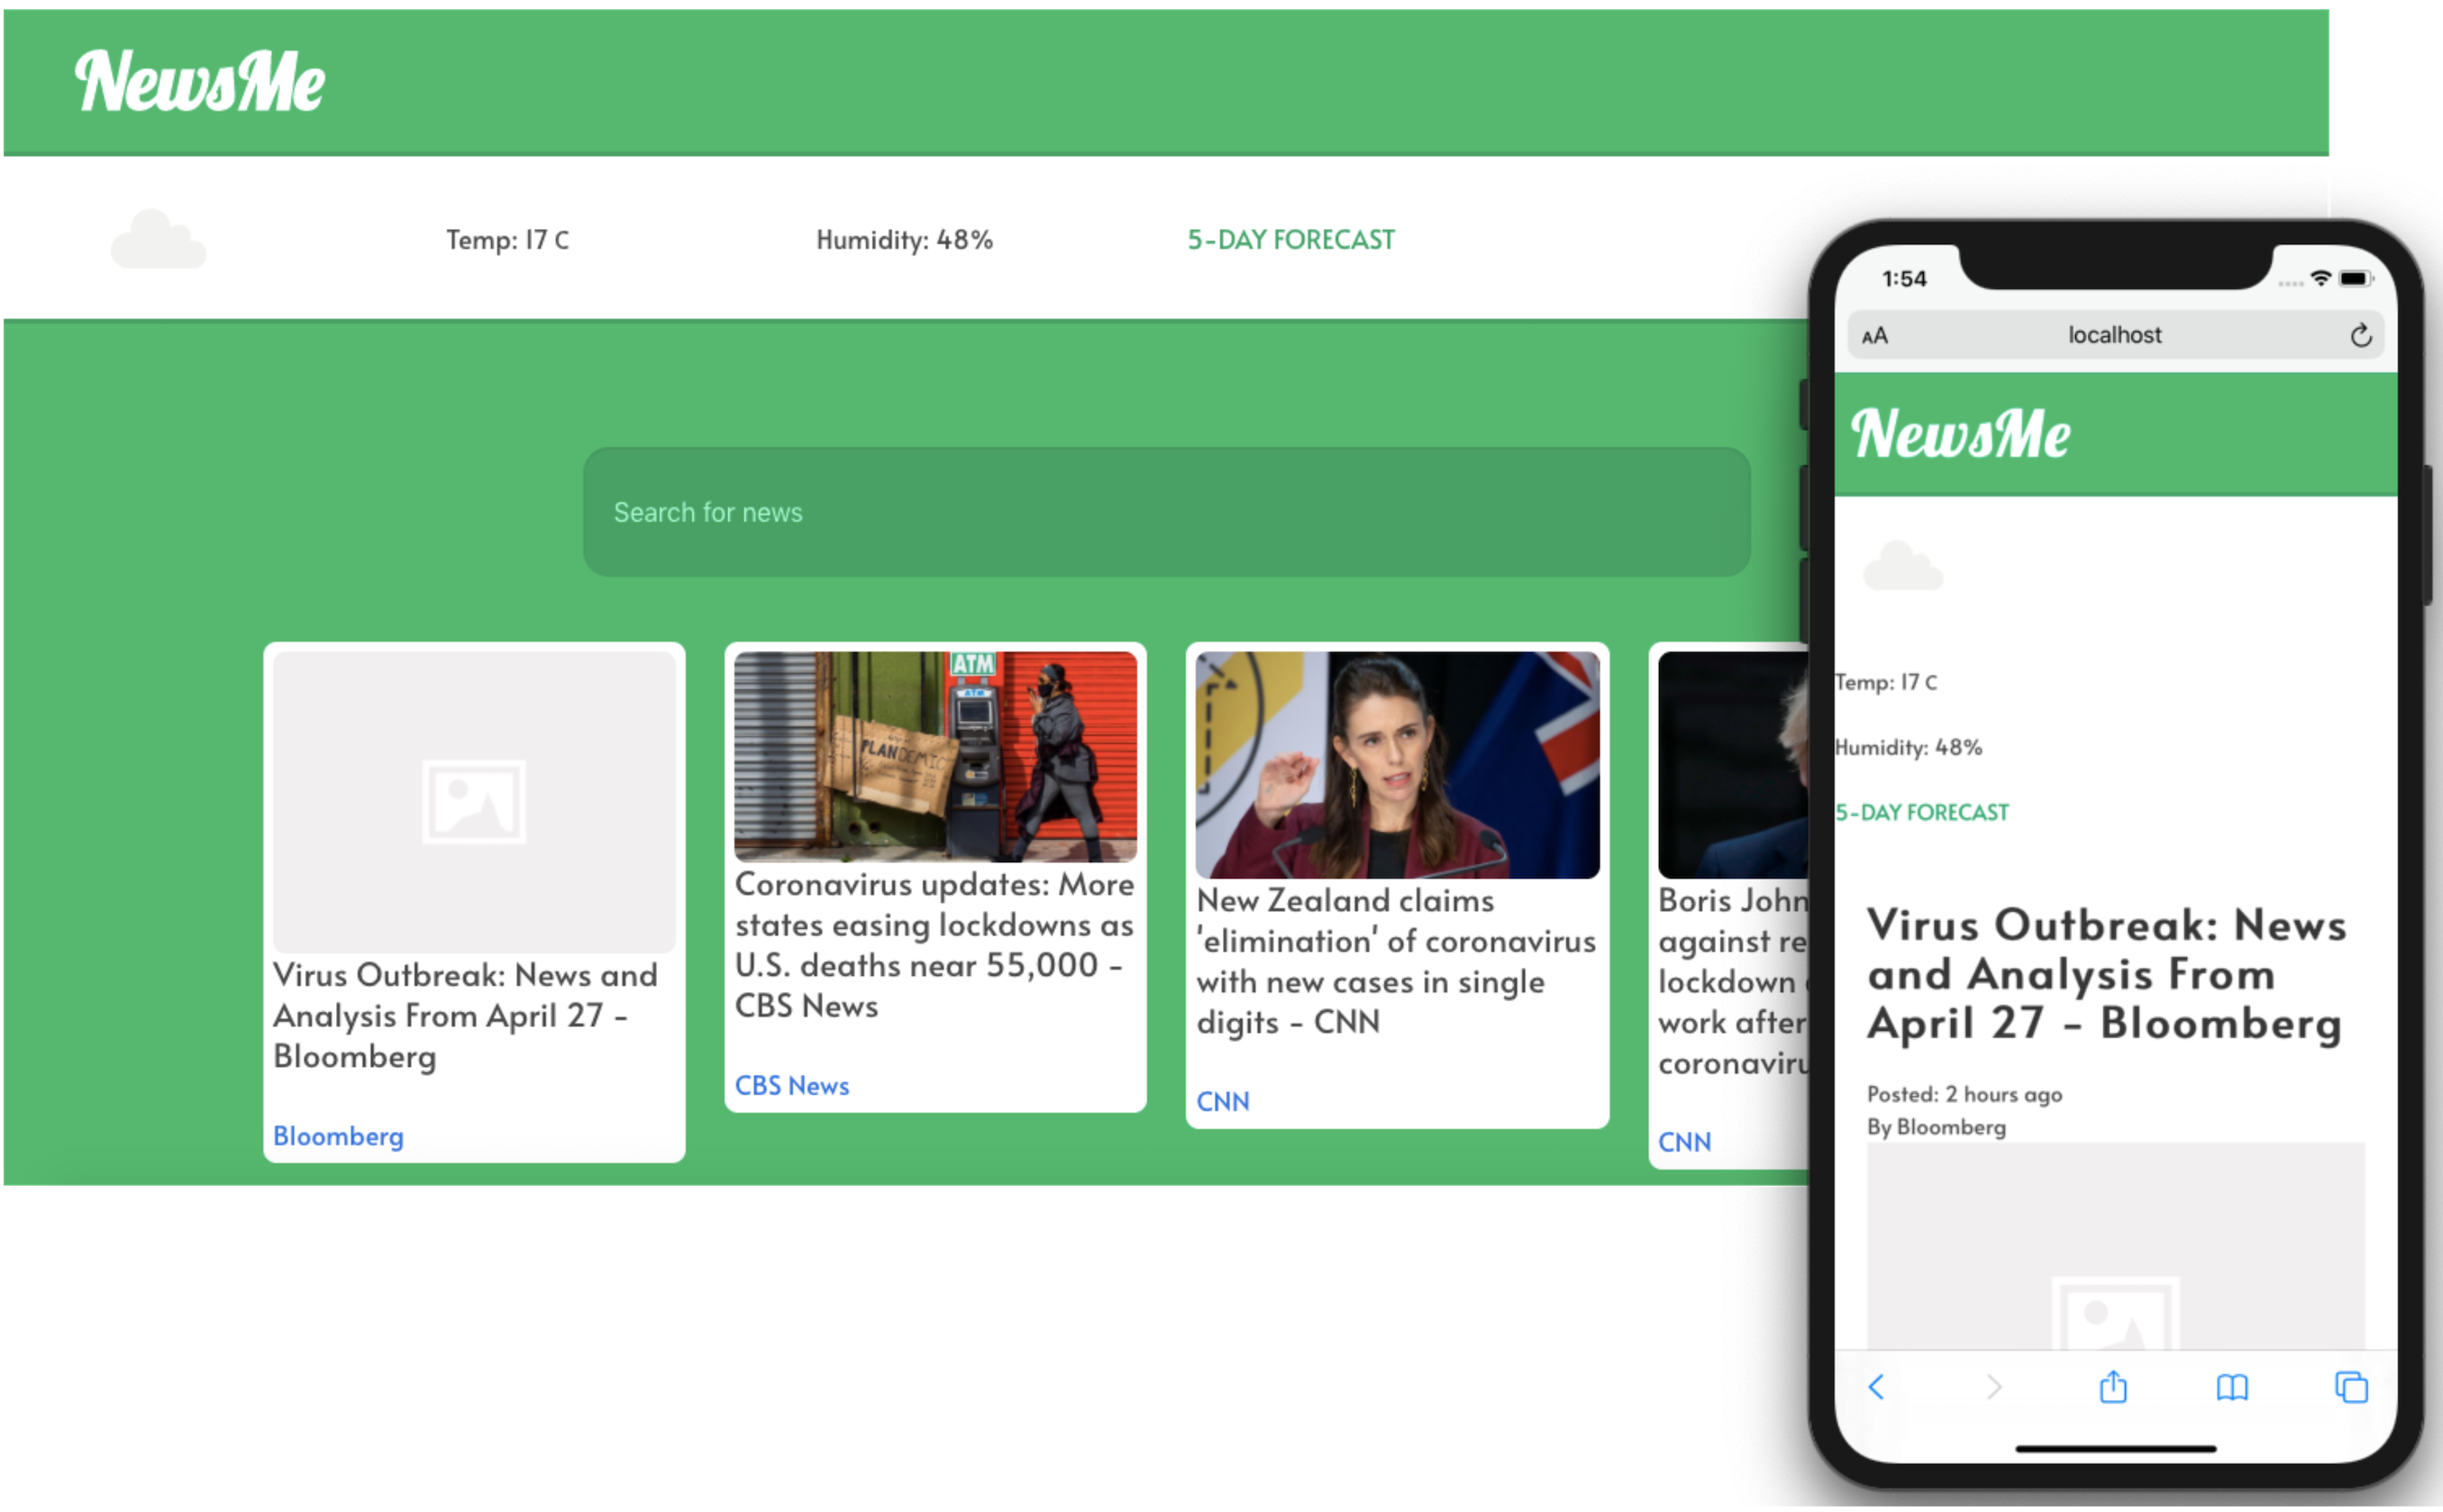 NewsMe
Temp: 17 C
Humidity: 48%
5-DAY FORECAST
Search for news
ATM
ATM
PLANDEMIC
Virus Outbreak: News and
Analysis From April 27 -
Bloomberg
Bloomberg
Coronavirus updates: More
states easing lockdowns as
U.S. deaths near 55,000 -
CBS News
CBS News
New Zealand claims
'elimination' of coronavirus
with new cases in single
digits - CNN
CNN
Boris John
against re
lockdown
work after
coronaviru
CNN
1:54
AA
localhost
NewsMe
Temp: 17 C
Humidity: 48%
5-DAY FORECAST
Virus Outbreak: News
and Analysis From
April 27 - Bloomberg
Posted: 2 hours ago
By Bloomberg